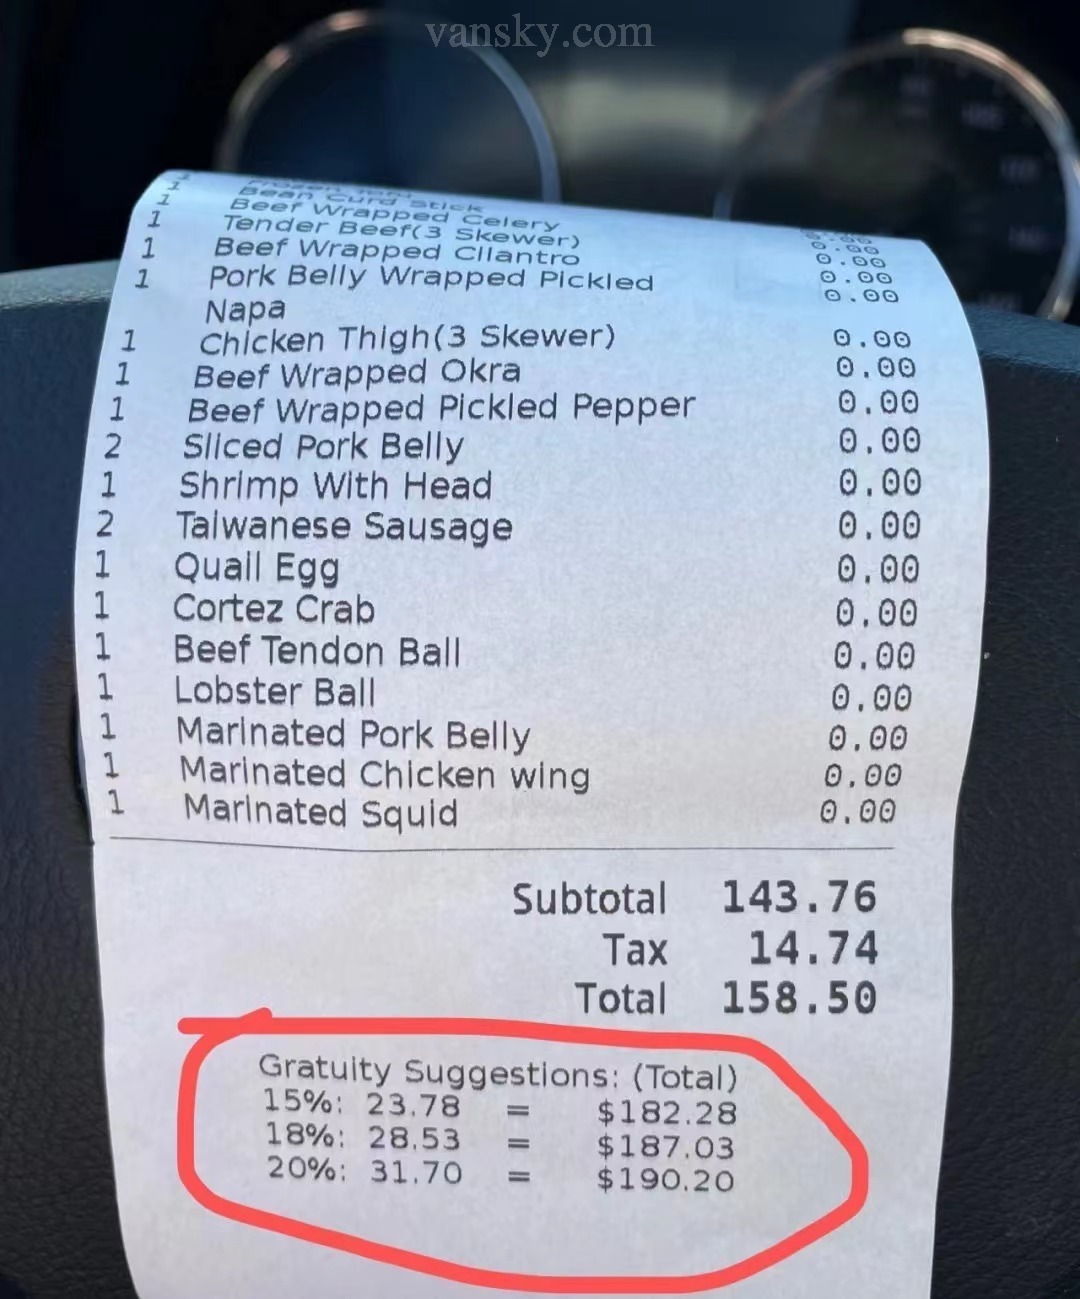 vansky.com
1 Bean Curd Stick
1 Beef Wrapped Celery 0.00
1 Tender Beef(3 Skewer) 0.00
1 Beef Wrapped Cilantro 0.00
1 Pork Belly Wrapped Pickled 0.00
Napa
1 Chicken Thigh(3 Skewer) 0.00
1 Beef Wrapped Okra 0.00
1 Beef Wrapped Pickled Pepper 0.00
2 Sliced Pork Belly 0.00
1 Shrimp With Head 0.00
2 Taiwanese Sausage 0.00
1 Quail Egg 0.00
1 Cortez Crab 0.00
1 Beef Tendon Ball 0.00
1 Lobster Ball 0.00
1 Marinated Pork Belly 0.00
1 Marinated Chicken wing 0.00
1 Marinated Squid 0.00
Subtotal 143.76
Tax 14.74
Total 158.50
Gratuity Suggestions: (Total)
15%: 23.78 = $182.28
18%: 28.53 = $187.03
20%: 31.70 = $190.20